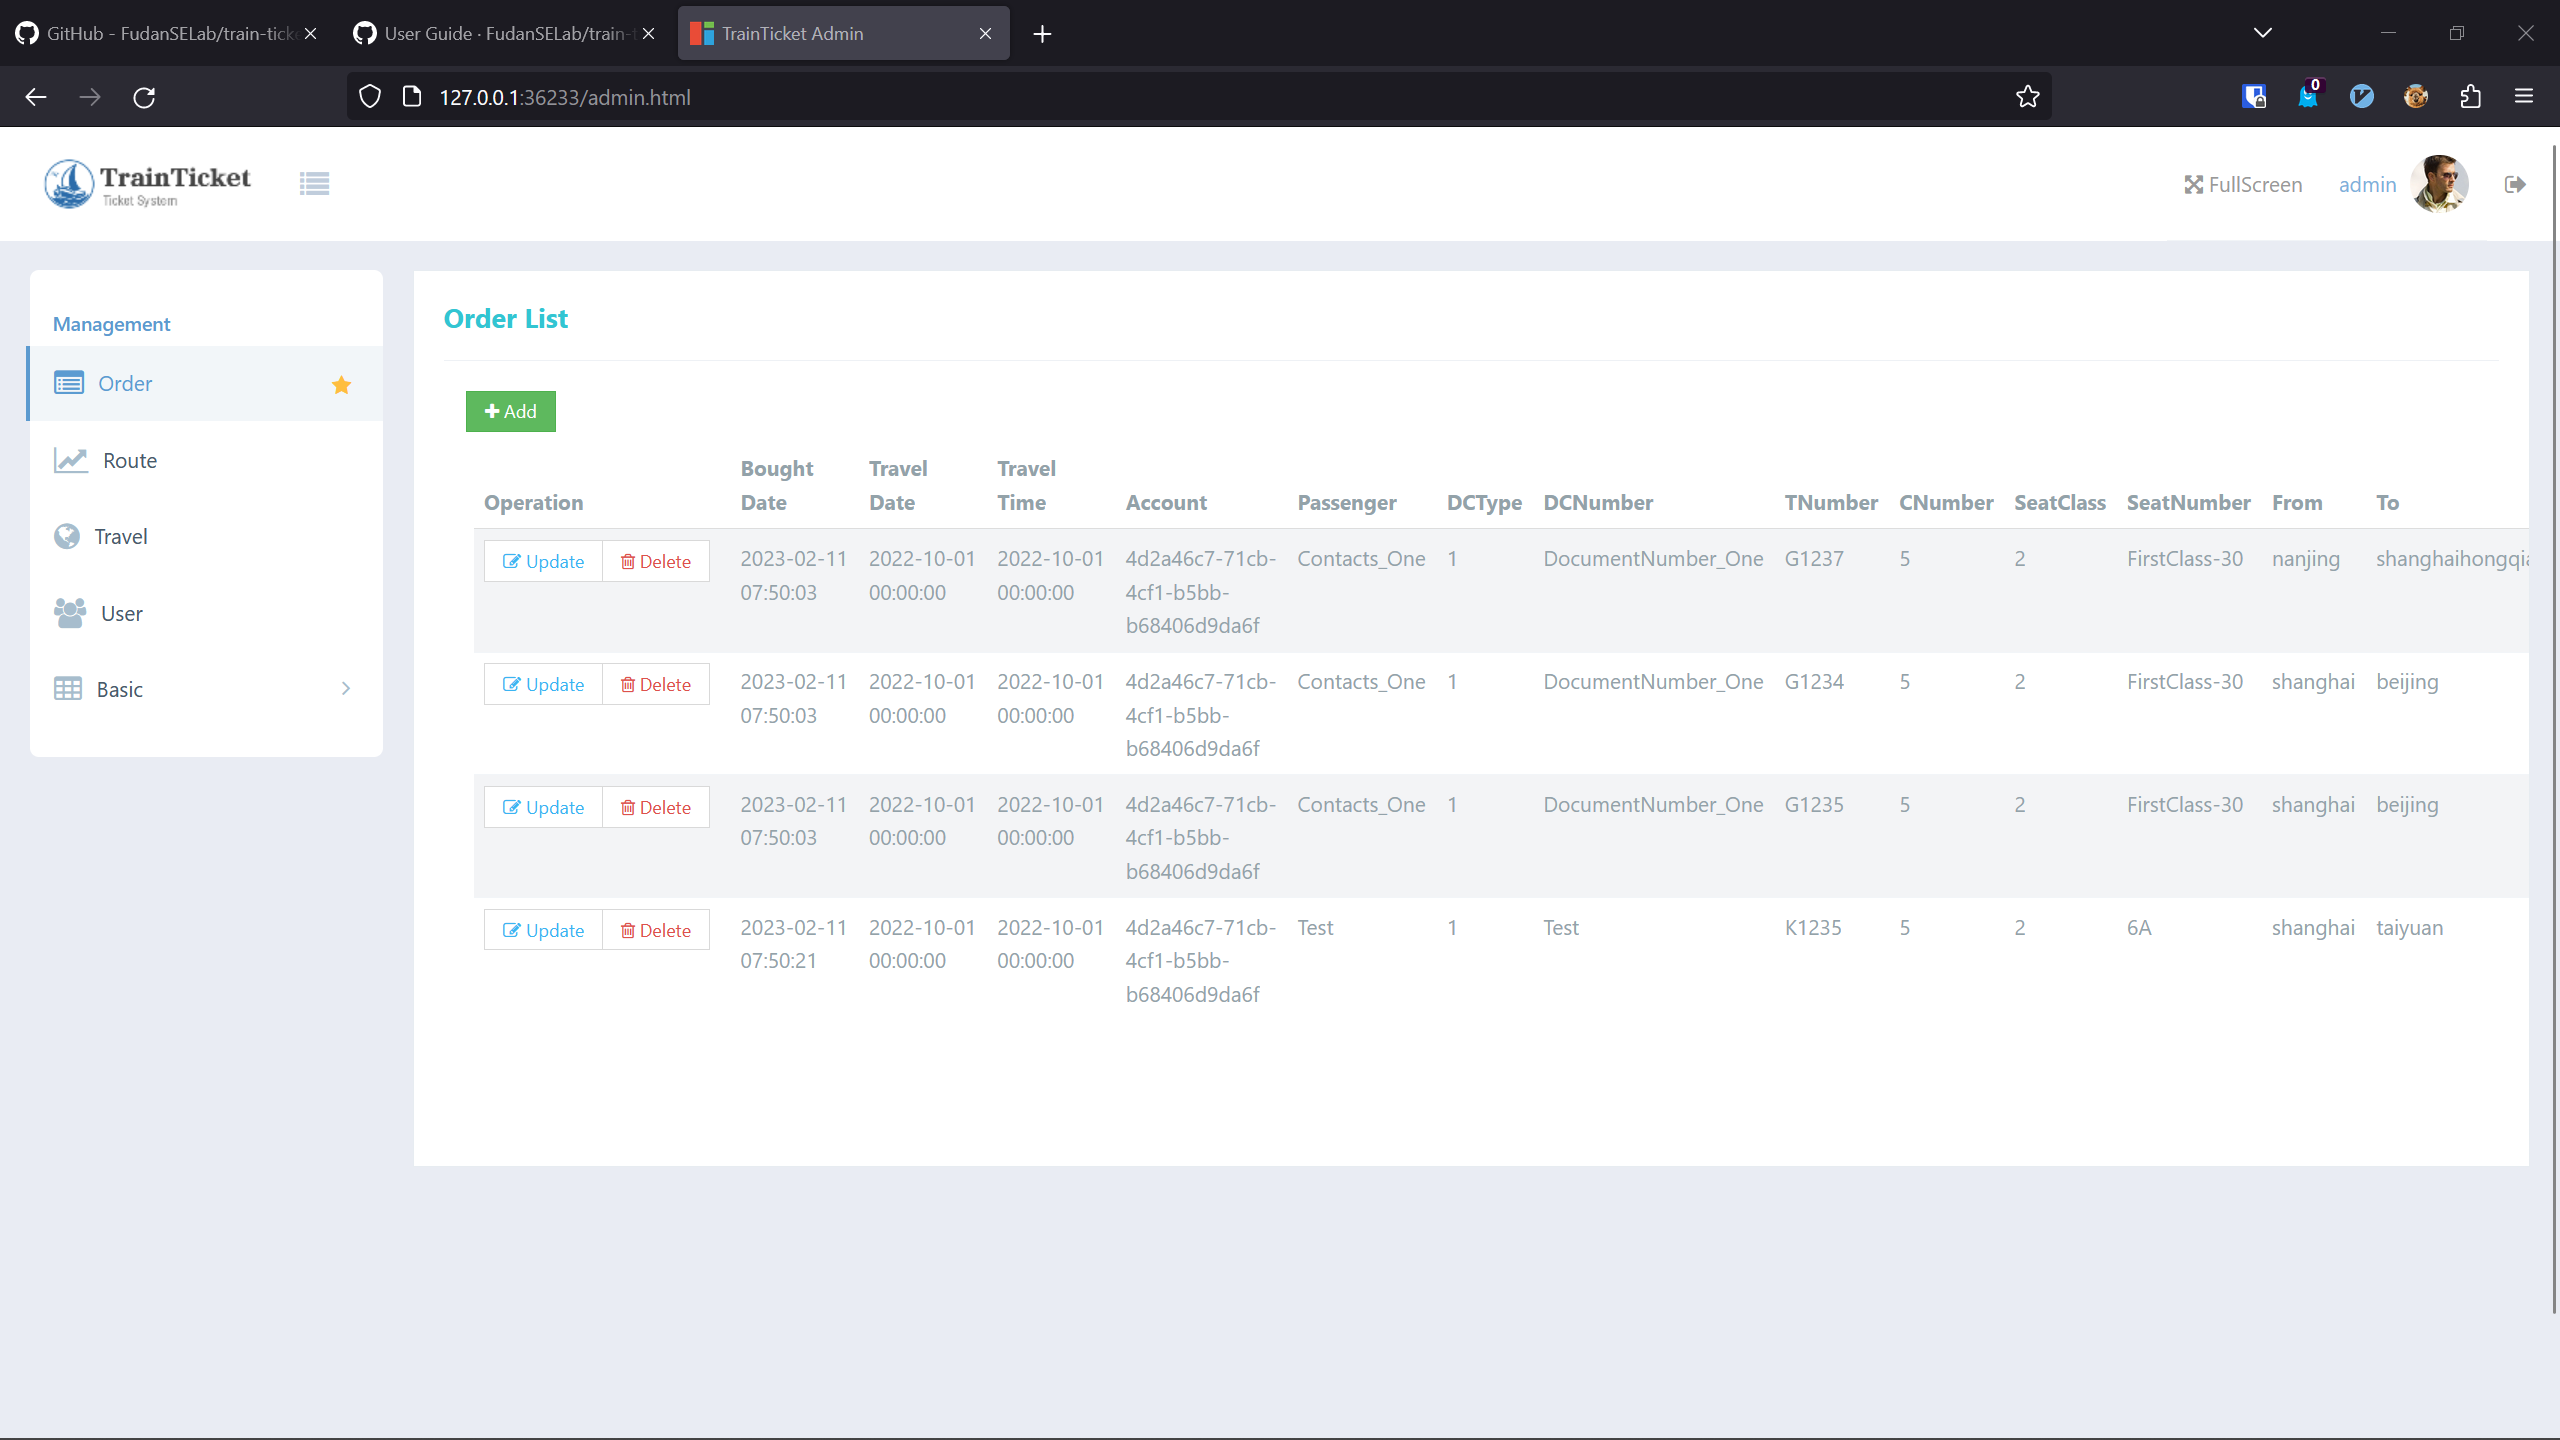 GitHub - FudanSELab/train-ticke
User Guide · FudanSELab/train-t
TrainTicket Admin
127.0.0.1:36233/admin.html
0
TrainTicket
Ticket System
FullScreen
admin
Management
Order
Route
Travel
User
Basic
Order List
Add
Operation Bought Date Travel Date Travel Time Account Passenger DCType DCNumber TNumber CNumber SeatClass SeatNumber From To
Update Delete 2023-02-11 2022-10-01 2022-10-01 4d2a46c7-71cb- Contacts_One 1 DocumentNumber_One G1237 5 2 FirstClass-30 nanjing shanghaihongqia
07:50:03 00:00:00 00:00:00 4cf1-b5bb-
b68406d9da6f
Update Delete 2023-02-11 2022-10-01 2022-10-01 4d2a46c7-71cb- Contacts_One 1 DocumentNumber_One G1234 5 2 FirstClass-30 shanghai beijing
07:50:03 00:00:00 00:00:00 4cf1-b5bb-
b68406d9da6f
Update Delete 2023-02-11 2022-10-01 2022-10-01 4d2a46c7-71cb- Contacts_One 1 DocumentNumber_One G1235 5 2 FirstClass-30 shanghai beijing
07:50:03 00:00:00 00:00:00 4cf1-b5bb-
b68406d9da6f
Update Delete 2023-02-11 2022-10-01 2022-10-01 4d2a46c7-71cb- Test 1 Test K1235 5 2 6A shanghai taiyuan
07:50:21 00:00:00 00:00:00 4cf1-b5bb-
b68406d9da6f